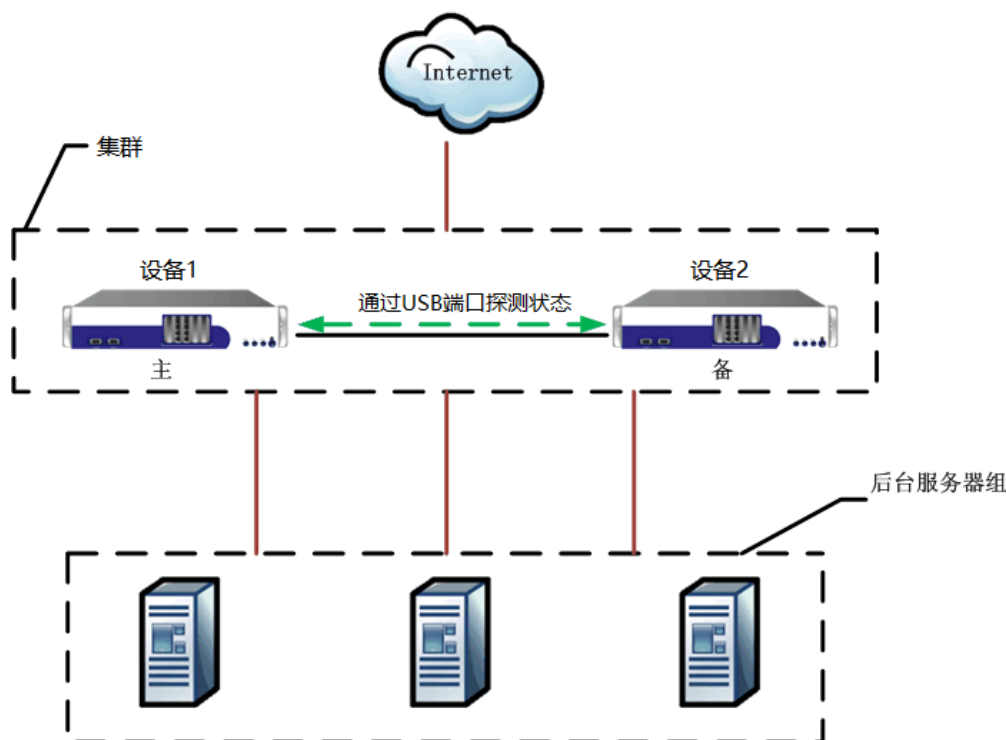 Internet
集群
设备1
设备2
通过USB端口探测状态
主
备
后台服务器组